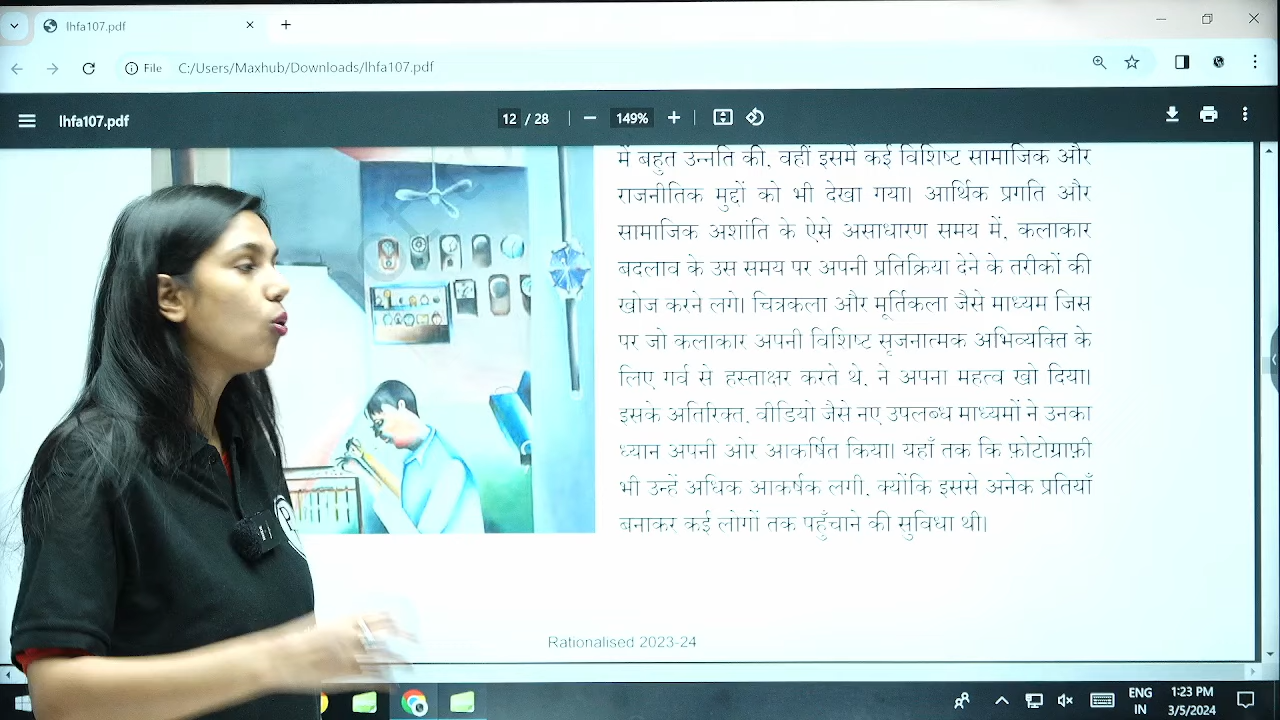 lhfa107.pdf
File C:/Users/Maxhub/Downloads/lhfa107.pdf
lhfa107.pdf
12 / 28
149%
में बहुत उन्नति की, वहीं इसमें कई विशिष्ट सामाजिक और
राजनीतिक मुद्दों को भी देखा गया। आर्थिक प्रगति और
सामाजिक अशांति के ऐसे असाधारण समय में, कलाकार
बदलाव के उस समय पर अपनी प्रतिक्रिया देने के तरीकों की
खोज करने लगे। चित्रकला और मूर्तिकला जैसे माध्यम जिस
पर जो कलाकार अपनी विशिष्ट सृजनात्मक अभिव्यक्ति के
लिए गर्व से हस्ताक्षर करते थे, ने अपना महत्व खो दिया।
इसके अतिरिक्त, वीडियो जैसे नए उपलब्ध माध्यमों ने उनका
ध्यान अपनी ओर आकर्षित किया। यहाँ तक कि फ़ोटोग्राफ़ी
भी उन्हें अधिक आकर्षक लगी, क्योंकि इससे अनेक प्रतियाँ
बनाकर कई लोगों तक पहुँचाने की सुविधा थी।
Rationalised 2023-24
ENG
IN
1:23 PM
3/5/2024